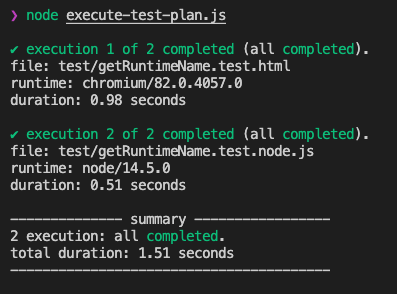 ❯ node execute-test-plan.js
✔ execution 1 of 2 completed (all completed).
file: test/getRuntimeName.test.html
runtime: chromium/82.0.4057.0
duration: 0.98 seconds
✔ execution 2 of 2 completed (all completed).
file: test/getRuntimeName.test.node.js
runtime: node/14.5.0
duration: 0.51 seconds
-------------- summary -----------------
2 execution: all completed.
total duration: 1.51 seconds
----------------------------------------